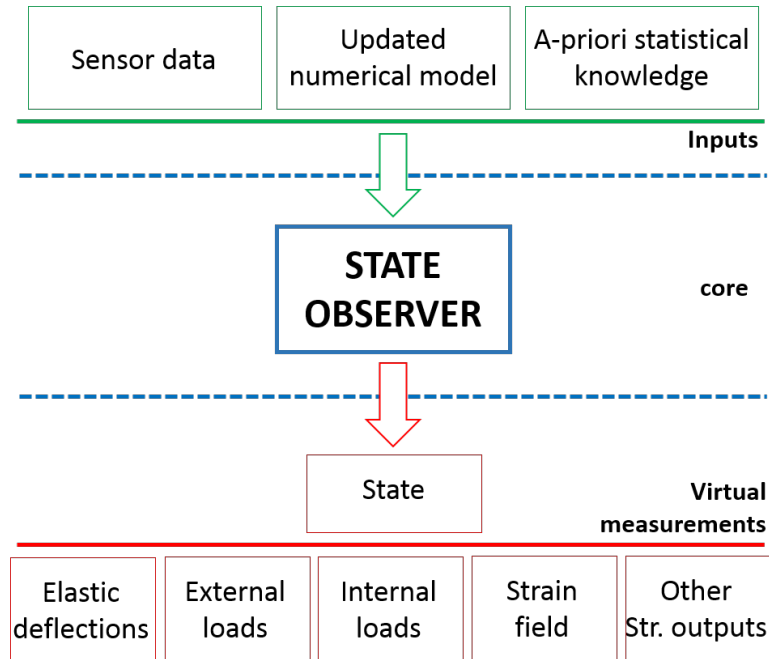 Sensor data
Updated
numerical model
A-priori statistical
knowledge
Inputs
STATE
OBSERVER
core
State
Virtual
measurements
Elastic
deflections
External
loads
Internal
loads
Strain
field
Other
Str. outputs